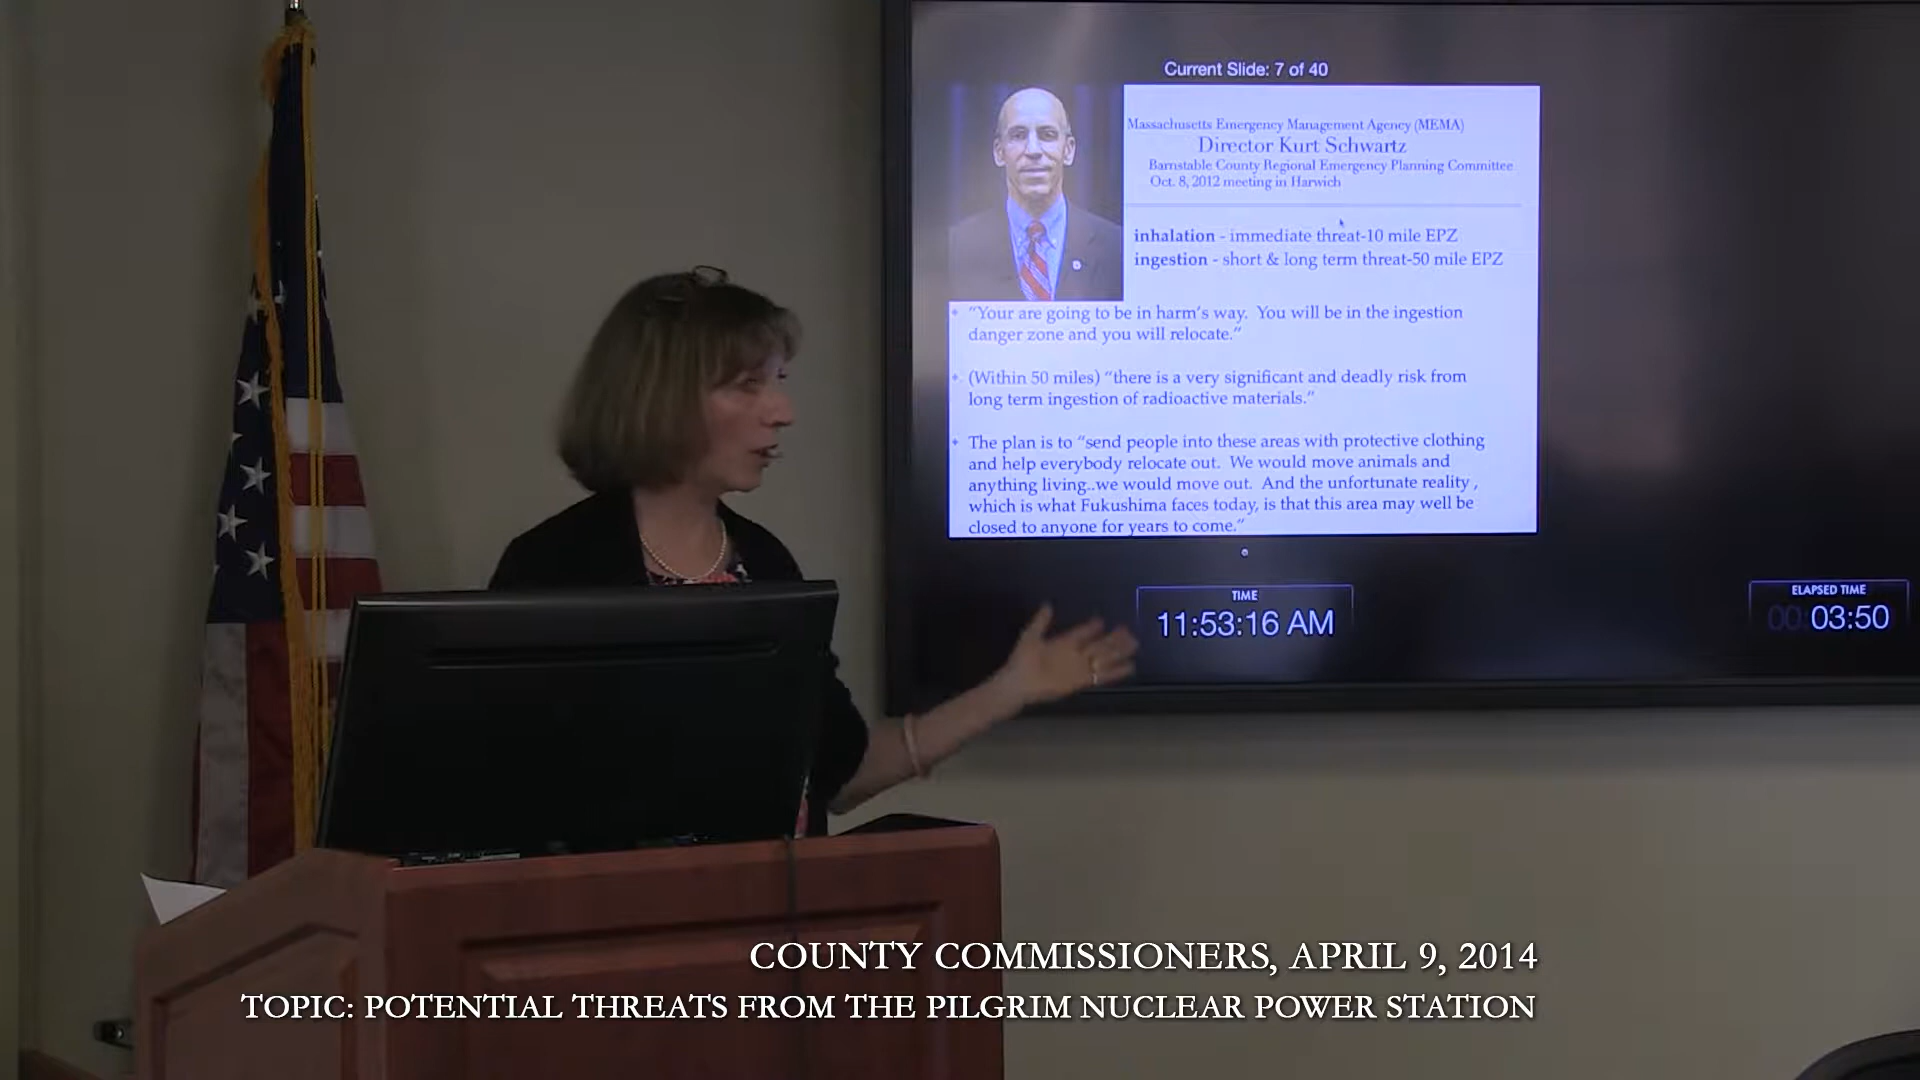 Current Slide: 7 of 40
Massachusetts Emergency Management Agency (MEMA)
Director Kurt Schwartz
Barnstable County Regional Emergency Planning Committee
Oct. 8, 2012 meeting in Harwich
inhalation - immediate threat-10 mile EPZ
ingestion - short & long term threat-50 mile EPZ
"Your are going to be in harm's way. You will be in the ingestion
danger zone and you will relocate."
(Within 50 miles) "there is a very significant and deadly risk from
long term ingestion of radioactive materials."
The plan is to "send people into these areas with protective clothing
and help everybody relocate out. We would move animals and
anything living..we would move out. And the unfortunate reality,
which is what Fukushima faces today, is that this area may well be
closed to anyone for years to come."
TIME
11:53:16 AM
ELAPSED TIME
00:03:50
COUNTY COMMISSIONERS, APRIL 9, 2014
TOPIC: POTENTIAL THREATS FROM THE PILGRIM NUCLEAR POWER STATION